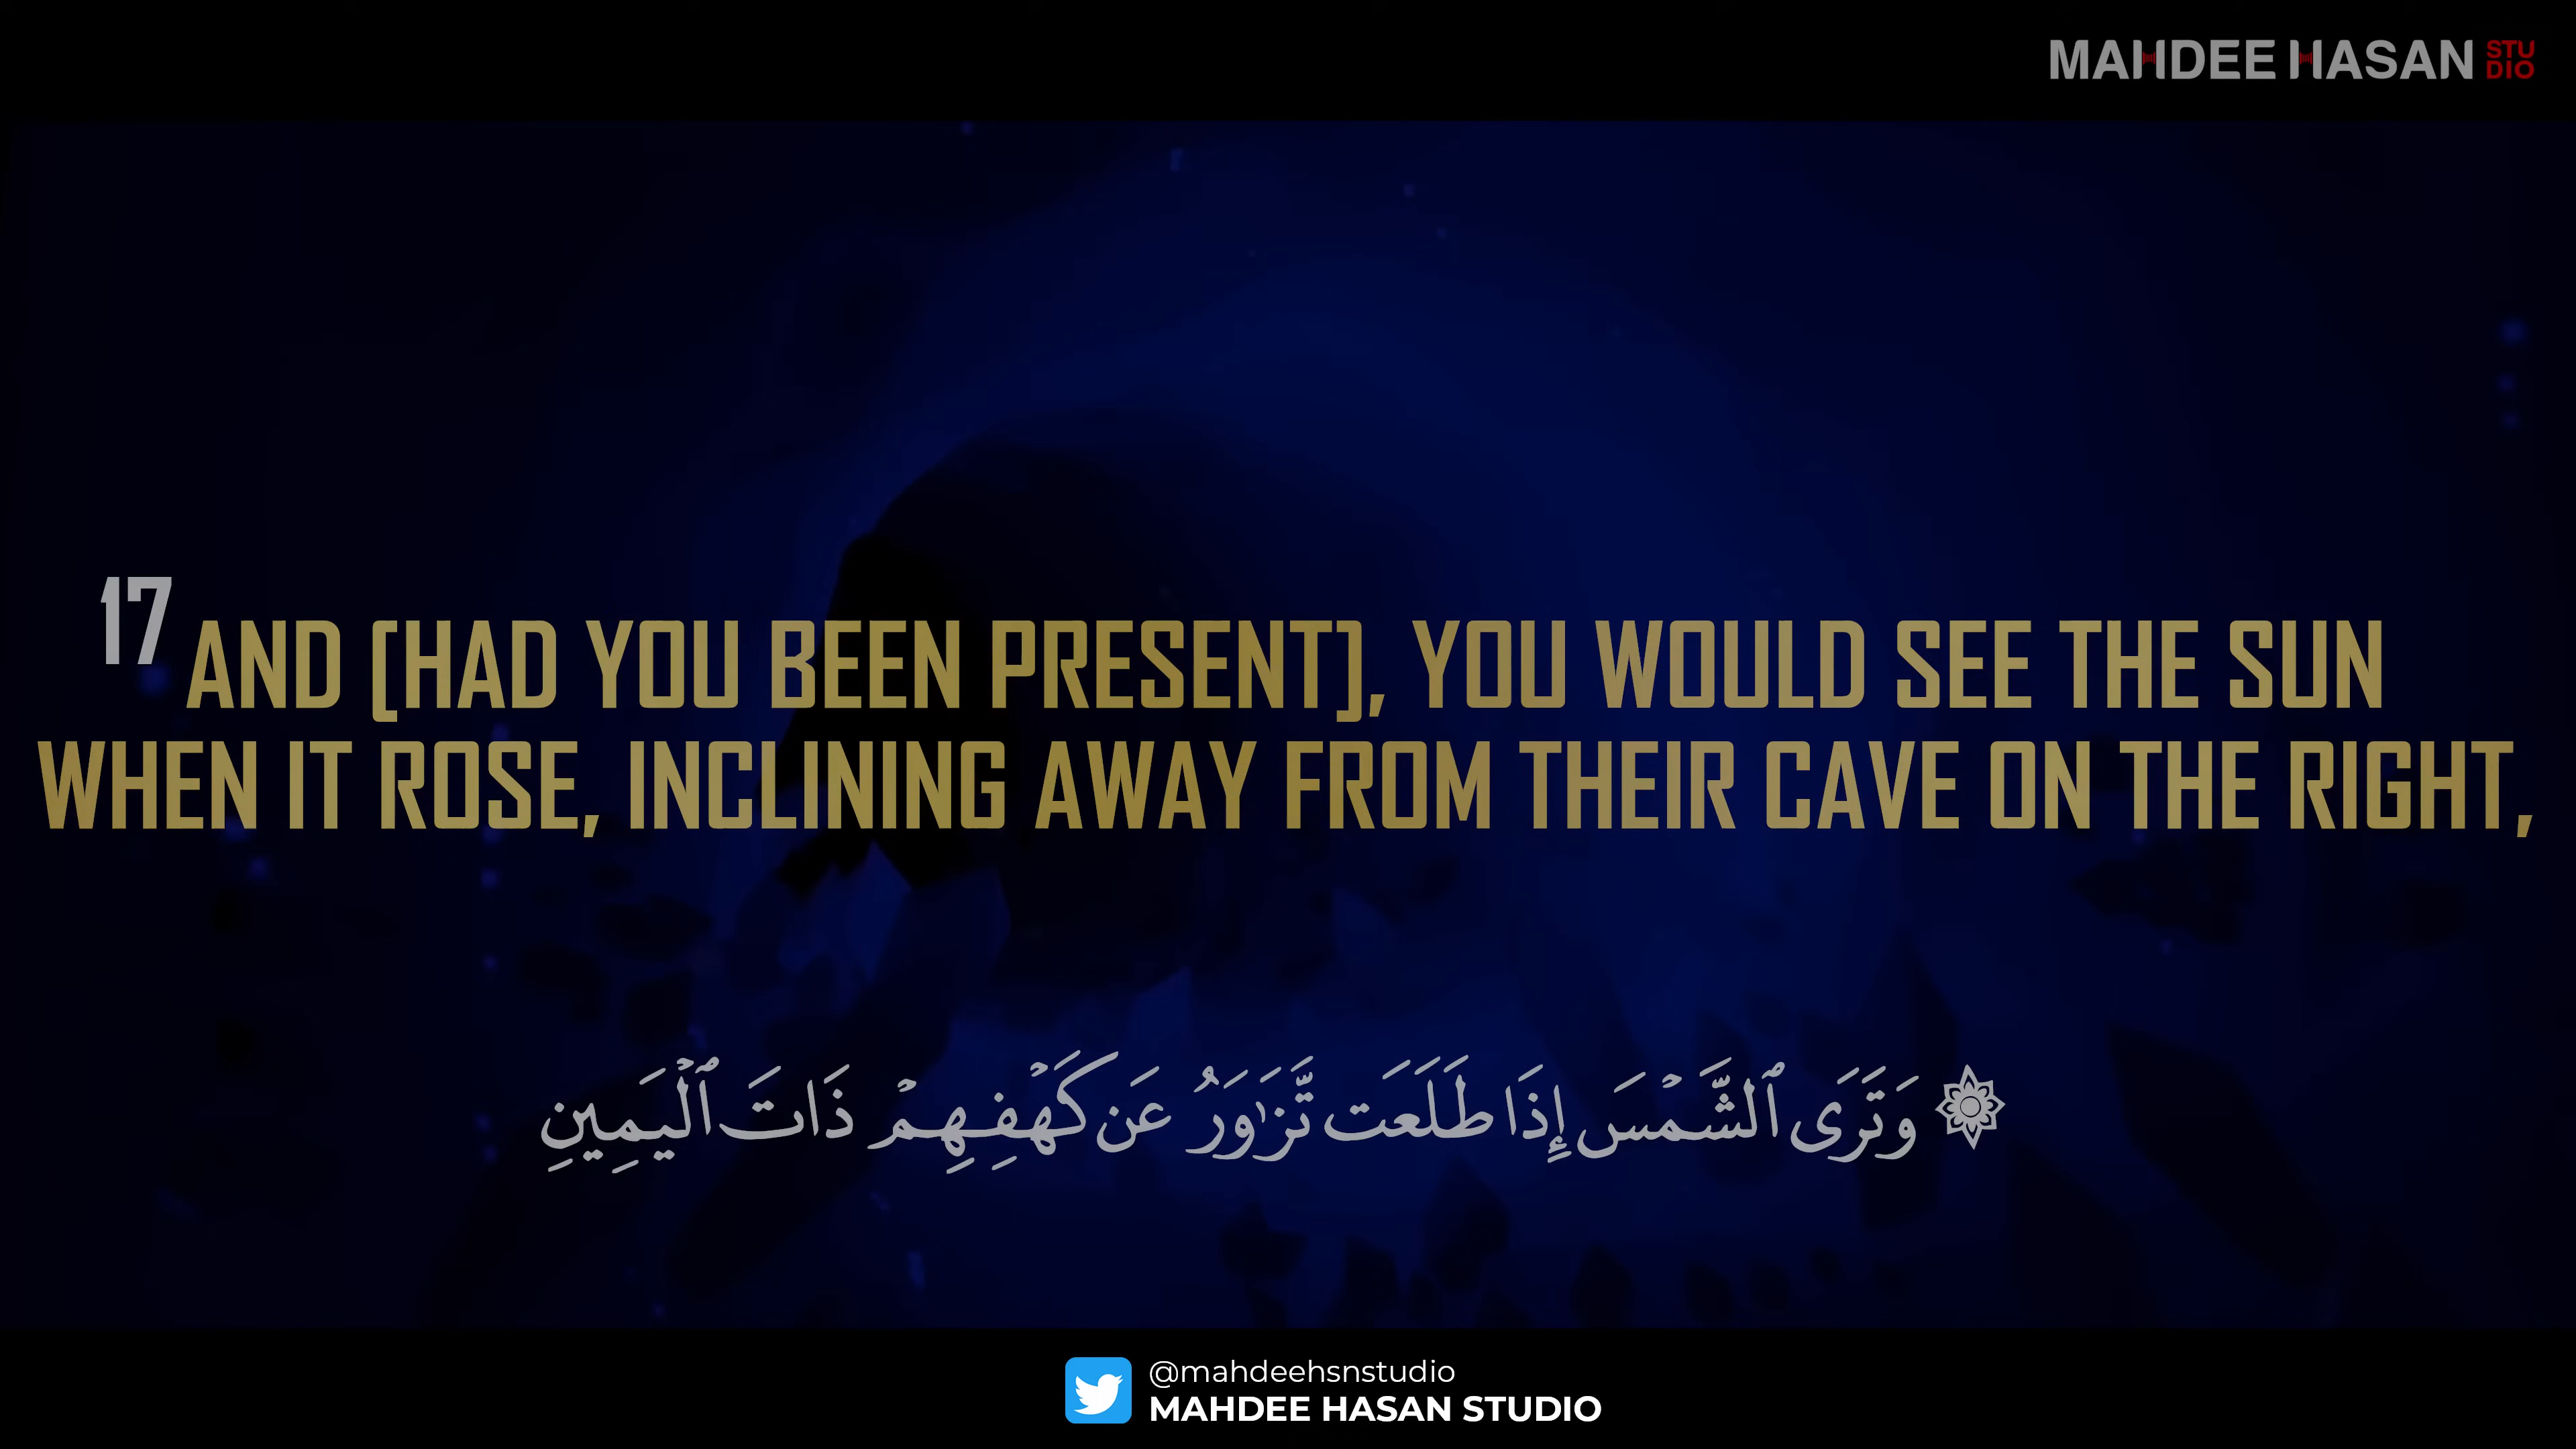 MAHDEE HASAN STUDIO
17 AND [HAD YOU BEEN PRESENT], YOU WOULD SEE THE SUN
WHEN IT ROSE, INCLINING AWAY FROM THEIR CAVE ON THE RIGHT,
۞ وَتَرَى ٱلشَّمْسَ إِذَا طَلَعَت تَّزَٰوَرُ عَن كَهْفِهِمْ ذَاتَ ٱلْيَمِينِ
@mahdeehsnstudio
MAHDEE HASAN STUDIO